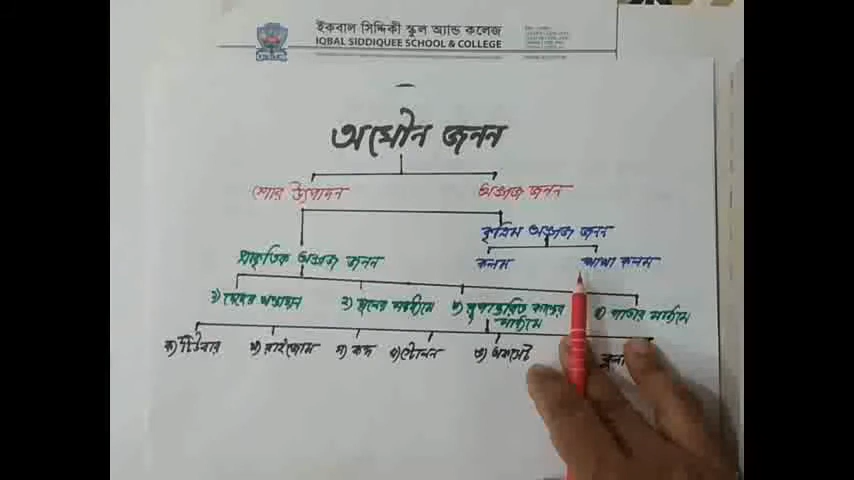 ইকবাল সিদ্দিকী স্কুল অ্যান্ড কলেজ
IQBAL SIDDIQUEE SCHOOL & COLLEGE
অযৌন জনন
স্পোর উৎপাদন অঙ্গজ জনন
কৃত্রিম অঙ্গজ জনন
প্রাকৃতিক অঙ্গজ জনন কলম শাখা কলম
১) দেহের খণ্ডায়ন ২) মূলের মাধ্যমে ৩) রূপান্তরিত কান্ডের ৪) পাতার মাধ্যমে
মাধ্যমে
ক) টিউবার খ) রাইজোম গ) কন্দ ঘ) স্টোলন ঙ) অফসেট